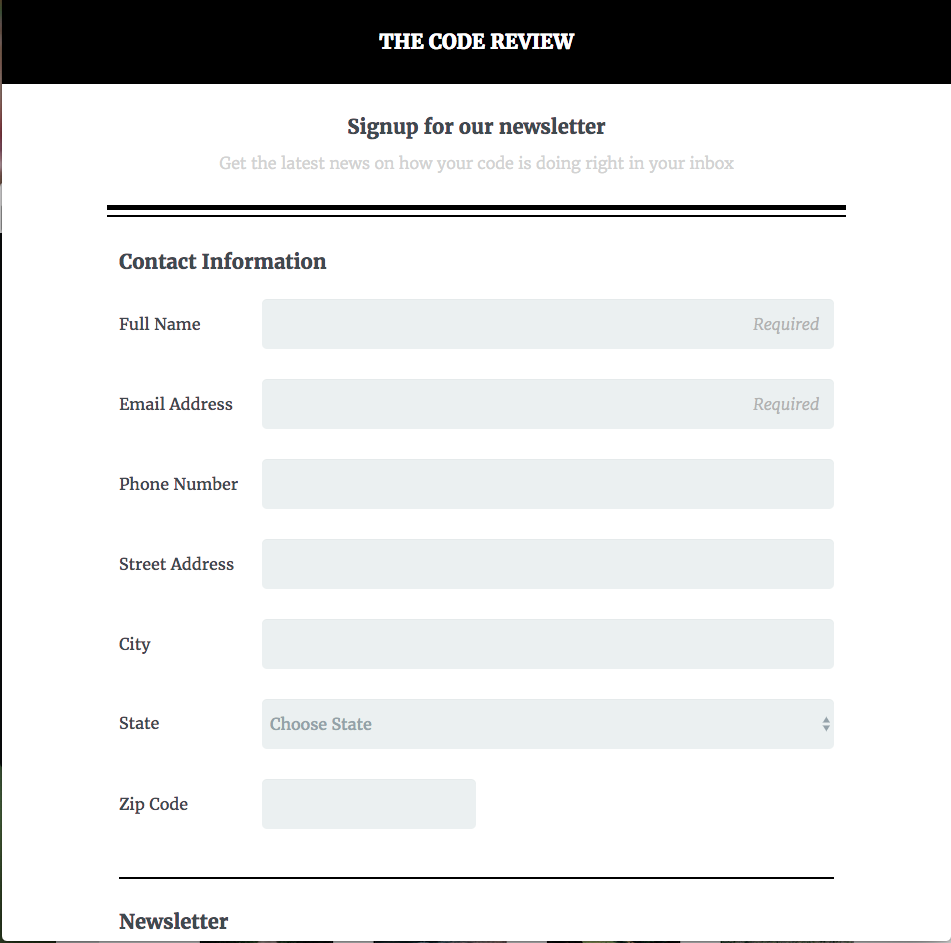 THE CODE REVIEW
Signup for our newsletter
Get the latest news on how your code is doing right in your inbox
Contact Information
Full Name
Required
Email Address
Required
Phone Number
Street Address
City
State
Choose State
Zip Code
Newsletter